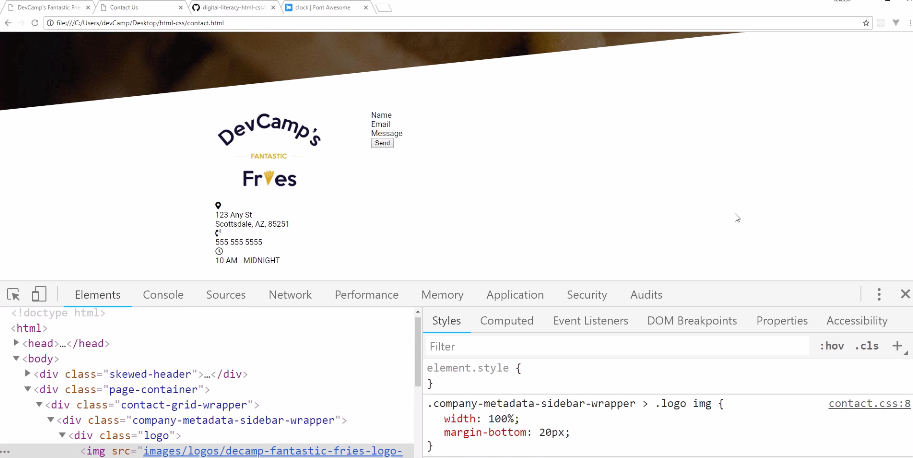 DevCamp's Fantastic Frie
Contact Us
digital-literacy-html-css/
clock | Font Awesome
file:///C:/Users/devCamp/Desktop/html-css/contact.html
DevCamp's
FANTASTIC
Fries
Name
Email
Message
Send
123 Any St
Scottsdale, AZ, 85251
555 555 5555
10 AM MIDNIGHT
Elements Console Sources Network Performance Memory Application Security Audits
<!doctype html>
<html>
<head>…</head>
<body>
<div class="skewed-header">…</div>
<div class="page-container">
<div class="contact-grid-wrapper">
<div class="company-metadata-sidebar-wrapper">
<div class="logo">
... <img src="images/logos/decamp-fantastic-fries-logo-
Styles Computed Event Listeners DOM Breakpoints Properties Accessibility
Filter :hov .cls +
element.style {
}
.company-metadata-sidebar-wrapper > .logo img { contact.css:8
width: 100%;
margin-bottom: 20px;
}